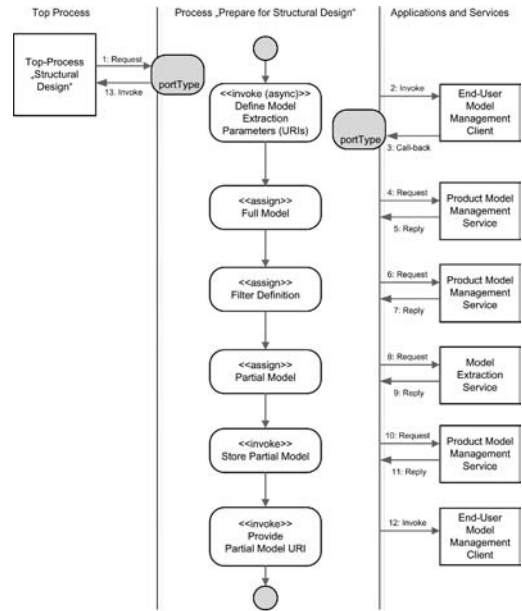 Top Process
Process „Prepare for Structural Design"
Applications and Services
Top-Process
„Structural
Design"
1: Request
13. Invoke
portType
<<invoke (async)>>
Define Model
Extraction
Parameters (URIs)
portType
2: Invoke
3: Call-back
End-User
Model
Management
Client
<<assign>>
Full Model
4: Request
5: Reply
Product Model
Management
Service
<<assign>>
Filter Definition
6: Request
7: Reply
Product Model
Management
Service
<<assign>>
Partial Model
8: Request
9: Reply
Model
Extraction
Service
<<invoke>>
Store Partial Model
10: Request
11: Reply
Product Model
Management
Service
<<invoke>>
Provide
Partial Model URI
12: Invoke
End-User
Model
Management
Client